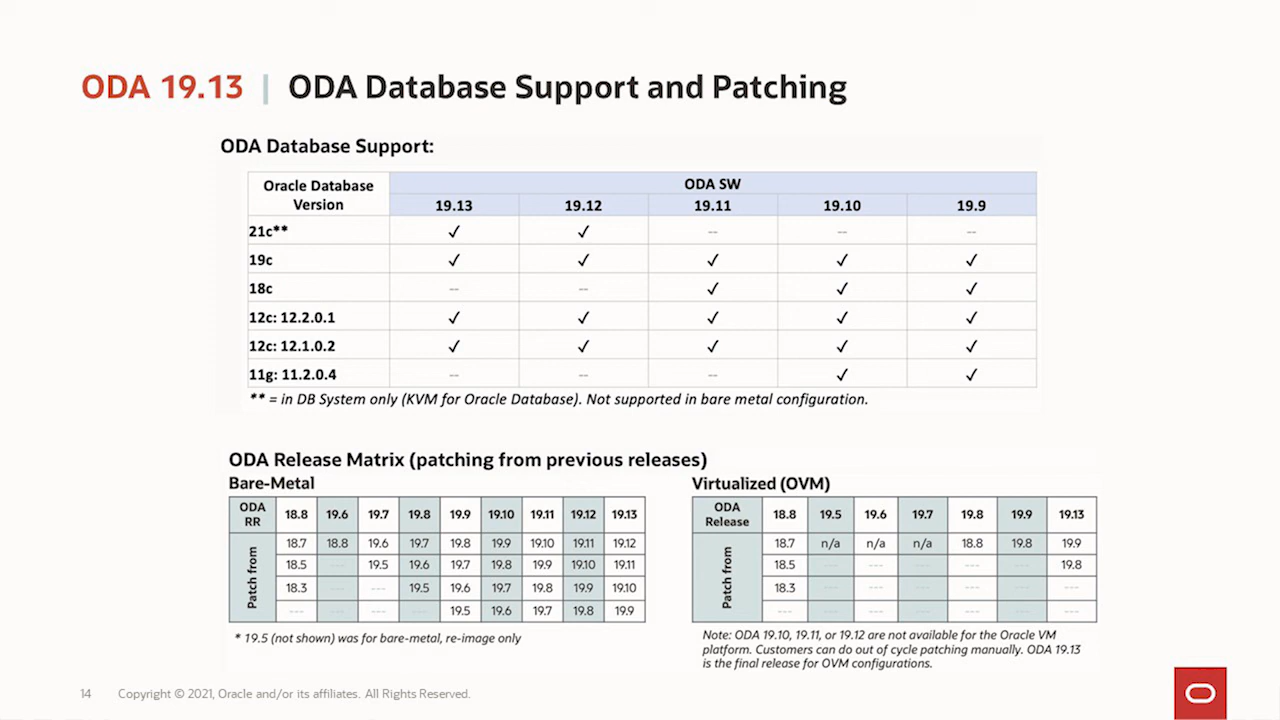 ODA 19.13 | ODA Database Support and Patching
ODA Database Support:
Oracle Database Version ODA SW
19.13 19.12 19.11 19.10 19.9
21c** ✓ ✓ -- -- --
19c ✓ ✓ ✓ ✓ ✓
18c -- -- ✓ ✓ ✓
12c: 12.2.0.1 ✓ ✓ ✓ ✓ ✓
12c: 12.1.0.2 ✓ ✓ ✓ ✓ ✓
11g: 11.2.0.4 -- -- -- ✓ ✓
** = in DB System only (KVM for Oracle Database). Not supported in bare metal configuration.
ODA Release Matrix (patching from previous releases)
Bare-Metal
ODA RR 18.8 19.6 19.7 19.8 19.9 19.10 19.11 19.12 19.13
Patch from 18.7 18.8 19.6 19.7 19.8 19.9 19.10 19.11 19.12
18.5 --- 19.5 19.6 19.7 19.8 19.9 19.10 19.11
18.3 --- --- 19.5 19.6 19.7 19.8 19.9 19.10
--- --- --- --- 19.5 19.6 19.7 19.8 19.9
* 19.5 (not shown) was for bare-metal, re-image only
Virtualized (OVM)
ODA Release 18.8 19.5 19.6 19.7 19.8 19.9 19.13
Patch from 18.7 n/a n/a n/a 18.8 19.8 19.9
18.5 --- --- --- --- --- 19.8
18.3 --- --- --- --- --- ---
--- --- --- --- --- --- ---
Note: ODA 19.10, 19.11, or 19.12 are not available for the Oracle VM
platform. Customers can do out of cycle patching manually. ODA 19.13
is the final release for OVM configurations.
14 Copyright © 2021, Oracle and/or its affiliates. All Rights Reserved.